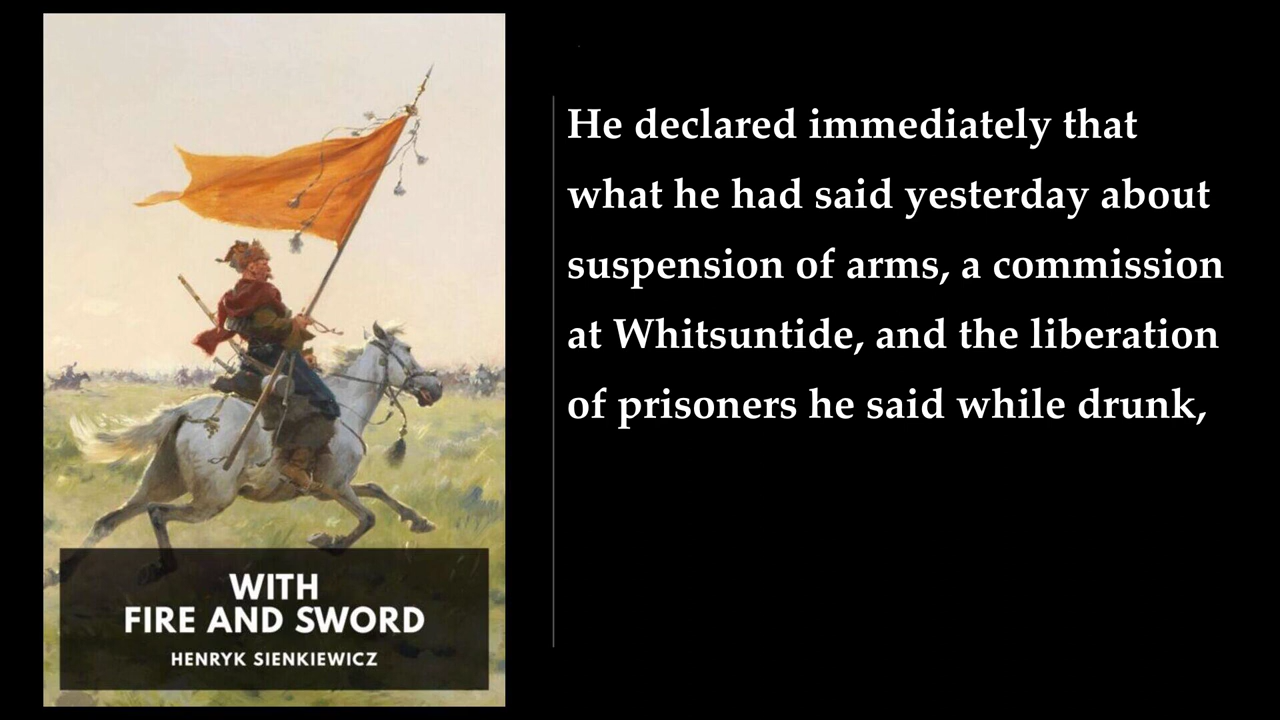 WITH
FIRE AND SWORD
HENRYK SIENKIEWICZ
He declared immediately that
what he had said yesterday about
suspension of arms, a commission
at Whitsuntide, and the liberation
of prisoners he said while drunk,